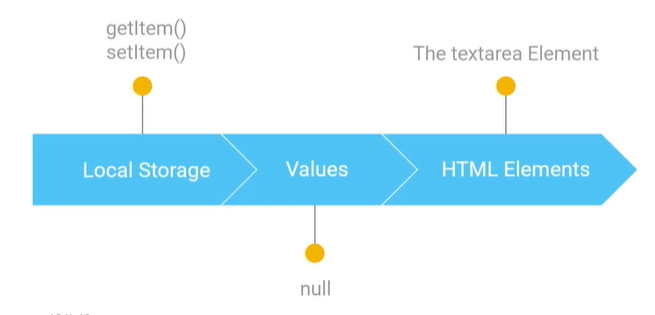 getItem()
setItem()
The textarea Element
Local Storage
Values
HTML Elements
null